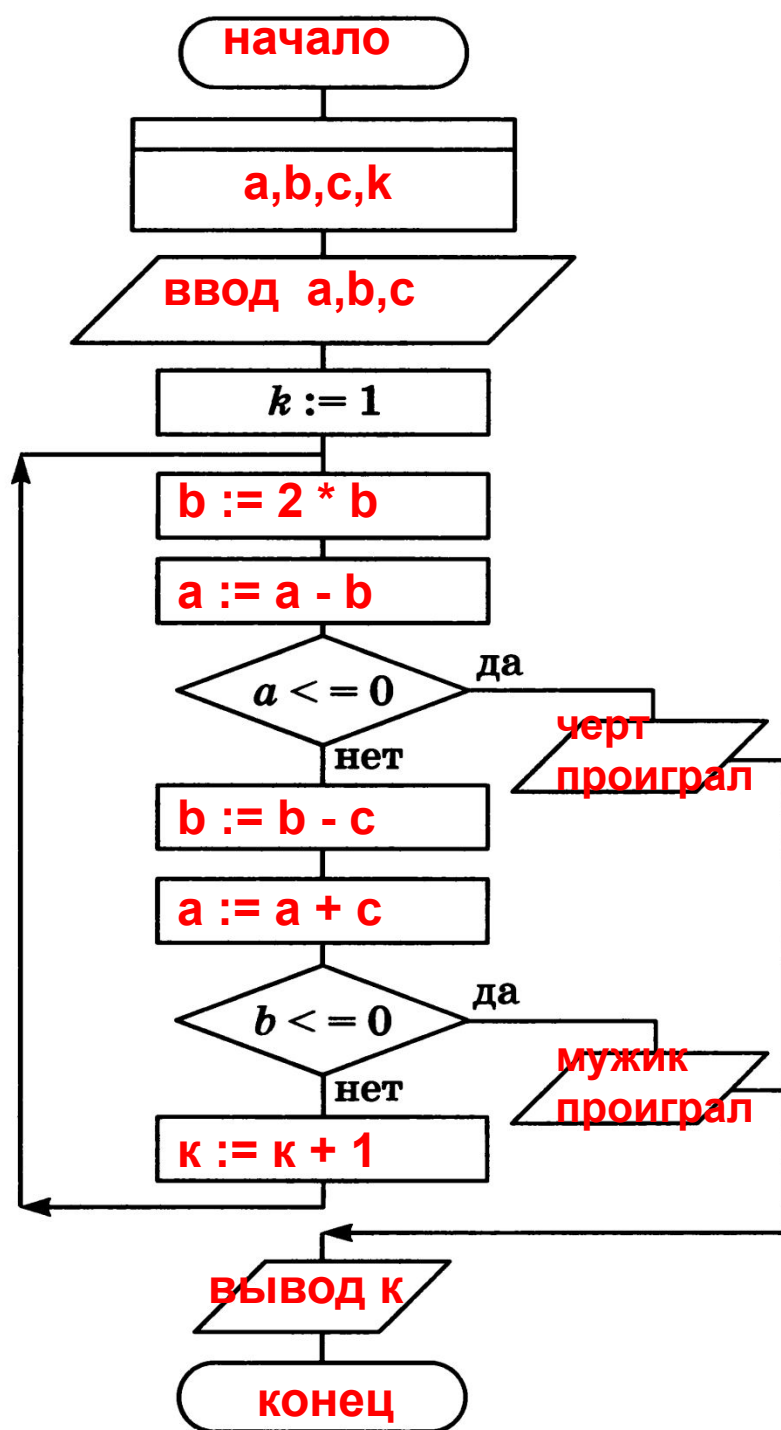 начало
a,b,c,k
ввод a,b,c
k := 1
b := 2 * b
a := a - b
a < = 0
да
черт
проиграл
нет
b := b - c
a := a + c
b < = 0
да
мужик
проиграл
нет
к := к + 1
вывод к
конец